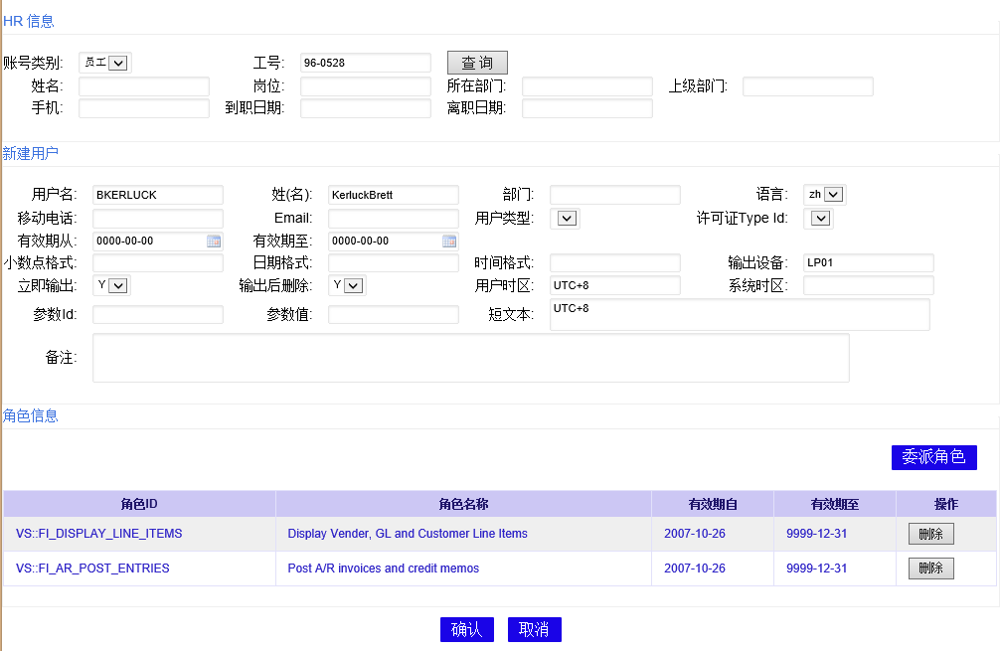 HR 信息
账号类别: 员工 工号: 96-0528 查 询
姓名: 岗位: 所在部门: 上级部门:
手机: 到职日期: 离职日期:
新建用户
用户名: BKERLUCK 姓(名): KerluckBrett 部门: 语言: zh
移动电话: Email: 用户类型: 许可证Type Id:
有效期从: 0000-00-00 有效期至: 0000-00-00
小数点格式: 日期格式: 时间格式: 输出设备: LP01
立即输出: Y 输出后删除: Y 用户时区: UTC+8 系统时区:
参数Id: 参数值: 短文本: UTC+8
备注:
角色信息
委派角色
角色ID 角色名称 有效期自 有效期至 操作
VS::FI_DISPLAY_LINE_ITEMS Display Vender, GL and Customer Line Items 2007-10-26 9999-12-31 删除
VS::FI_AR_POST_ENTRIES Post A/R invoices and credit memos 2007-10-26 9999-12-31 删除
确认 取消